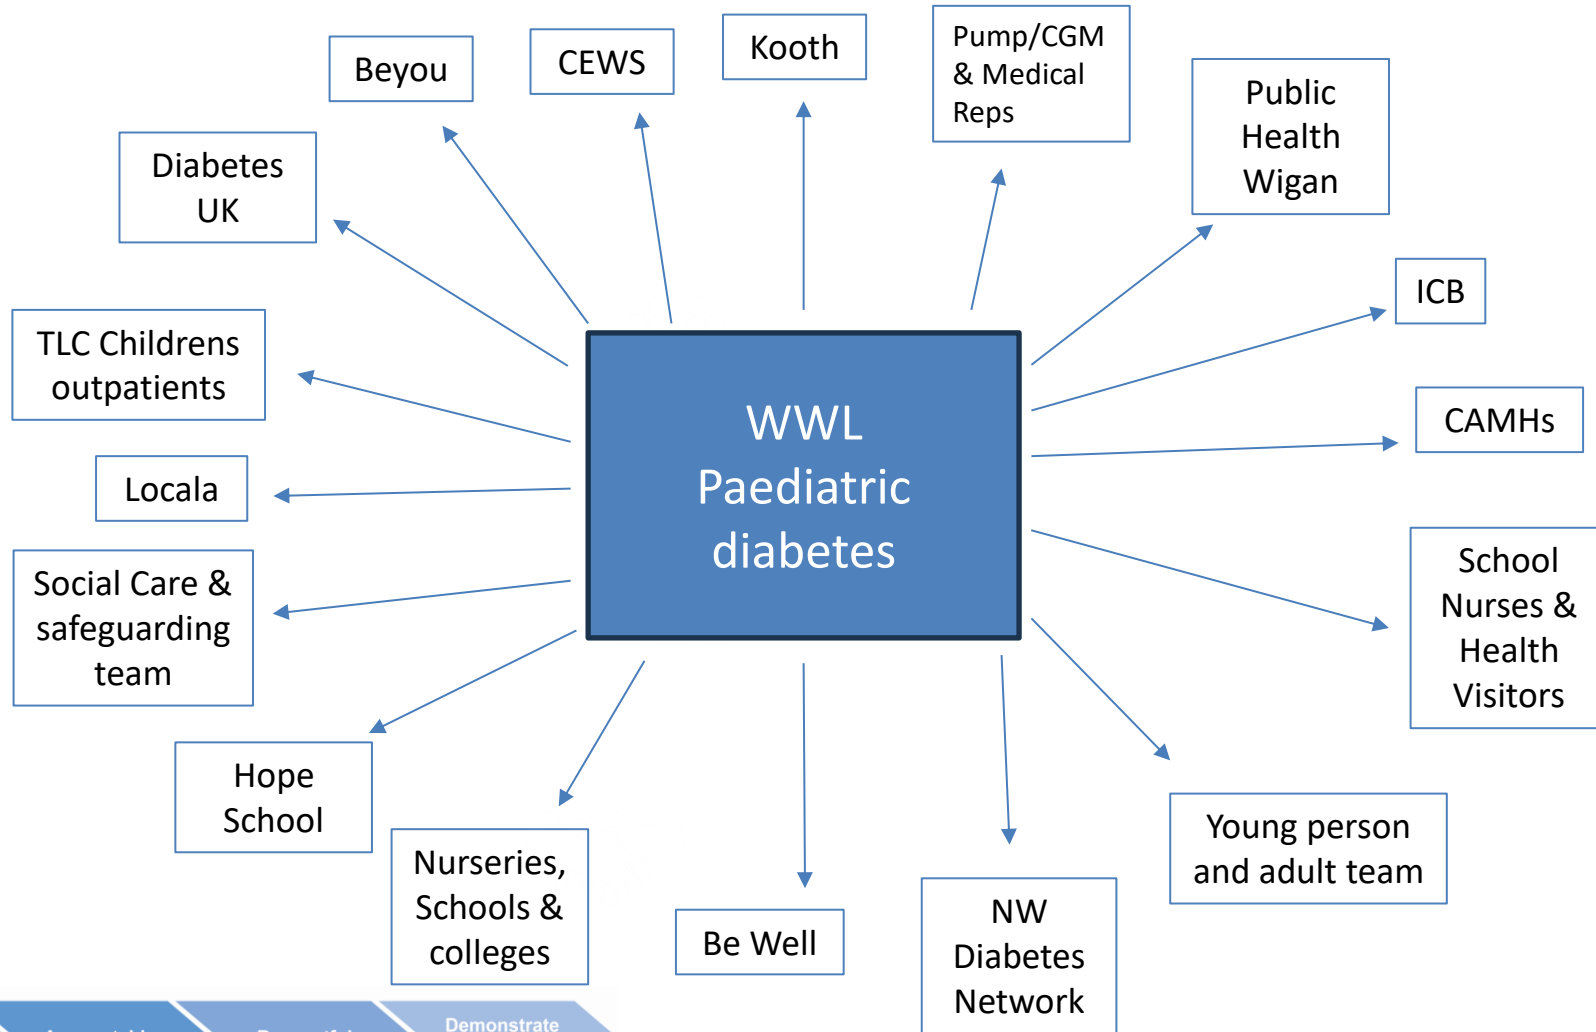 Beyou
CEWS
Kooth
Pump/CGM
& Medical
Reps
Public
Health
Wigan
Diabetes
UK
ICB
TLC Childrens
outpatients
WWL
Paediatric
diabetes
CAMHs
Locala
Social Care &
safeguarding
team
School
Nurses &
Health
Visitors
Hope
School
Nurseries,
Schools &
colleges
Be Well
NW
Diabetes
Network
Young person
and adult team
Demonstrate